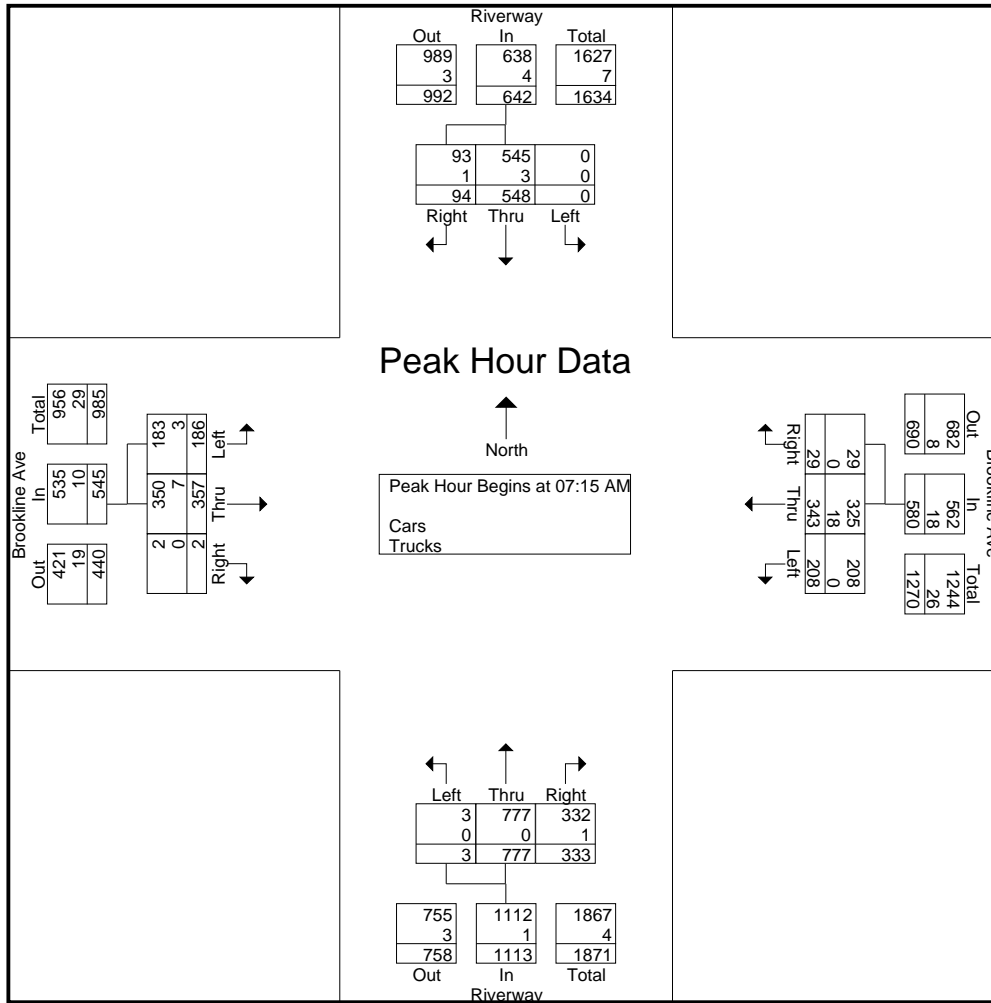 Riverway
Out In Total
989 638 1627
3 4 7
992 642 1634
93 545 0
1 3 0
94 548 0
Right Thru Left
Peak Hour Data
North
Peak Hour Begins at 07:15 AM
Cars
Trucks
Brookline Ave
Total In Out
956 535 421
29 10 19
985 545 440
183 350 2
3 7 0
186 357 2
Left Thru Right
Brookline Ave
Out In Total
682 562 1244
8 18 26
690 580 1270
29 325 208
0 18 0
29 343 208
Right Thru Left
Left Thru Right
3 777 332
0 0 1
3 777 333
755 1112 1867
3 1 4
758 1113 1871
Out In Total
Riverway